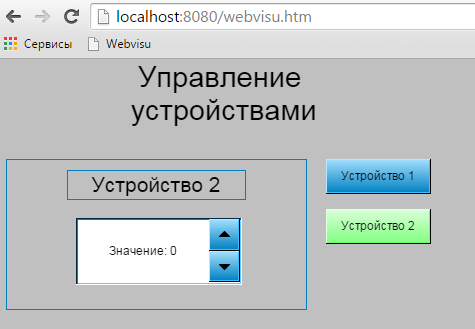 localhost:8080/webvisu.htm
Сервисы
Webvisu
Управление
устройствами
Устройство 2
Значение: 0
Устройство 1
Устройство 2